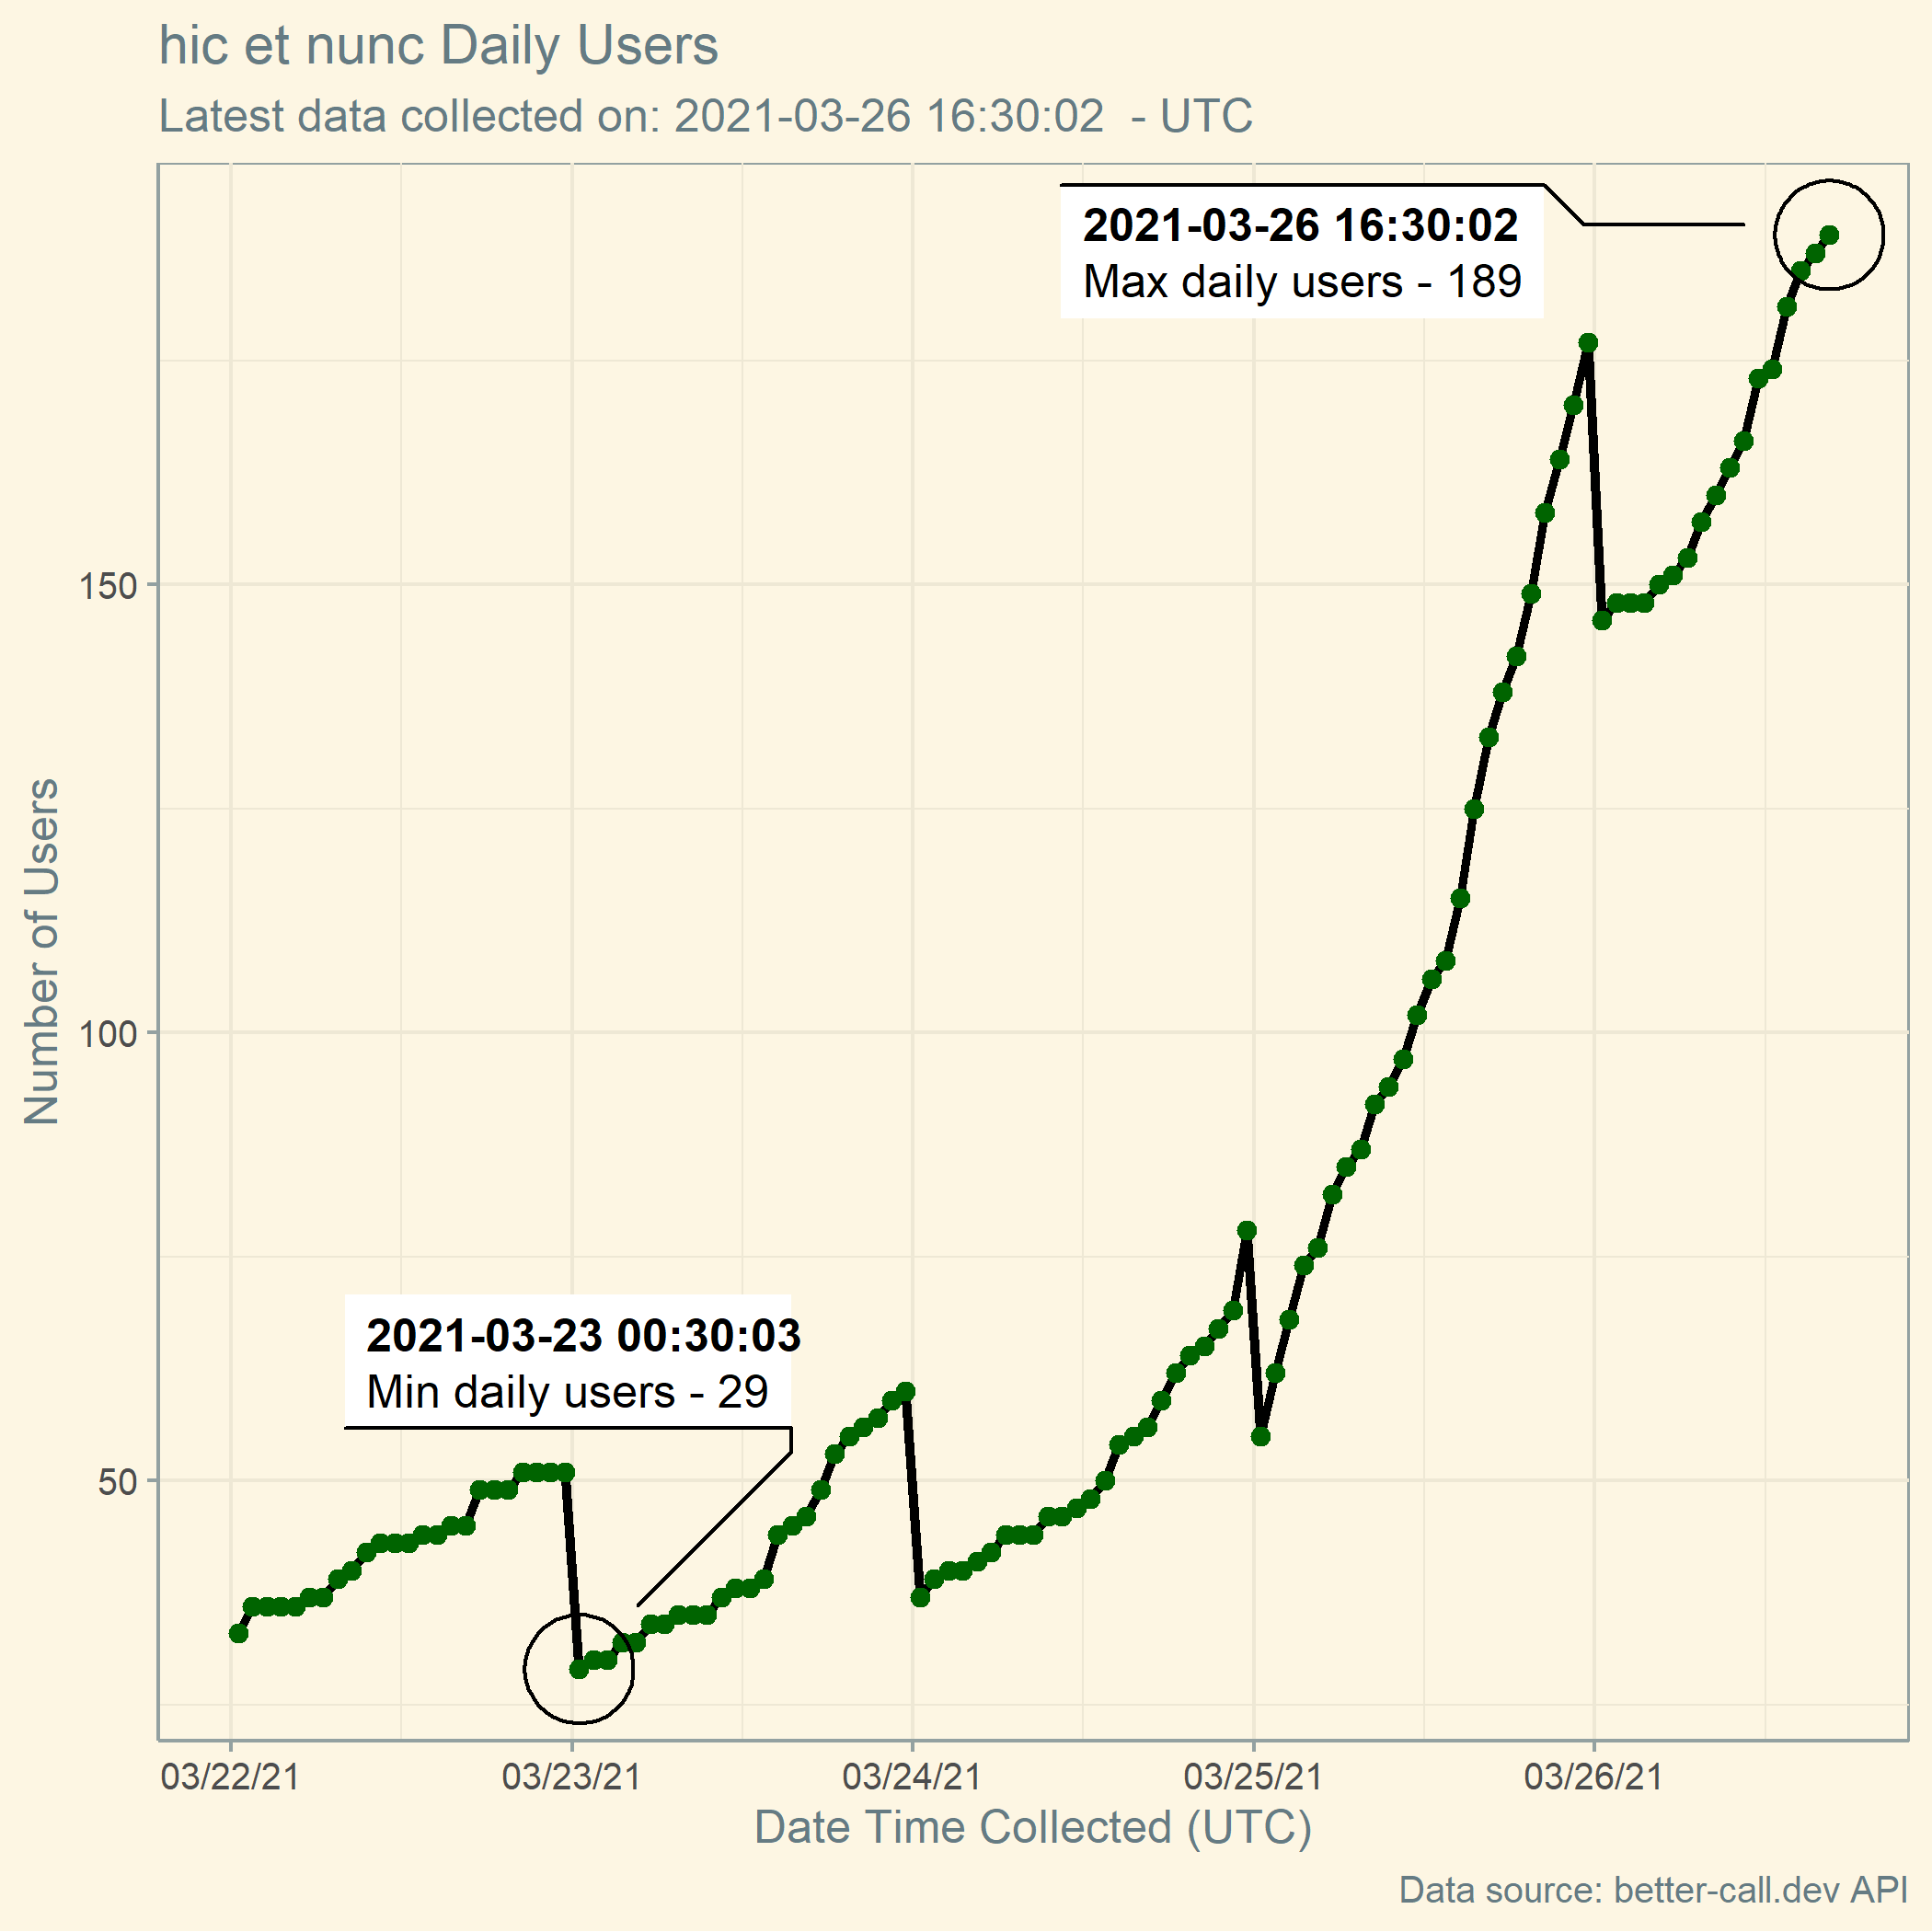 hic et nunc Daily Users
Latest data collected on: 2021-03-26 16:30:02  - UTC
2021-03-26 16:30:02
Max daily users - 189
2021-03-23 00:30:03
Min daily users - 29
Number of Users
150
100
50
03/22/21
03/23/21
03/24/21
03/25/21
03/26/21
Date Time Collected (UTC)
Data source: better-call.dev API